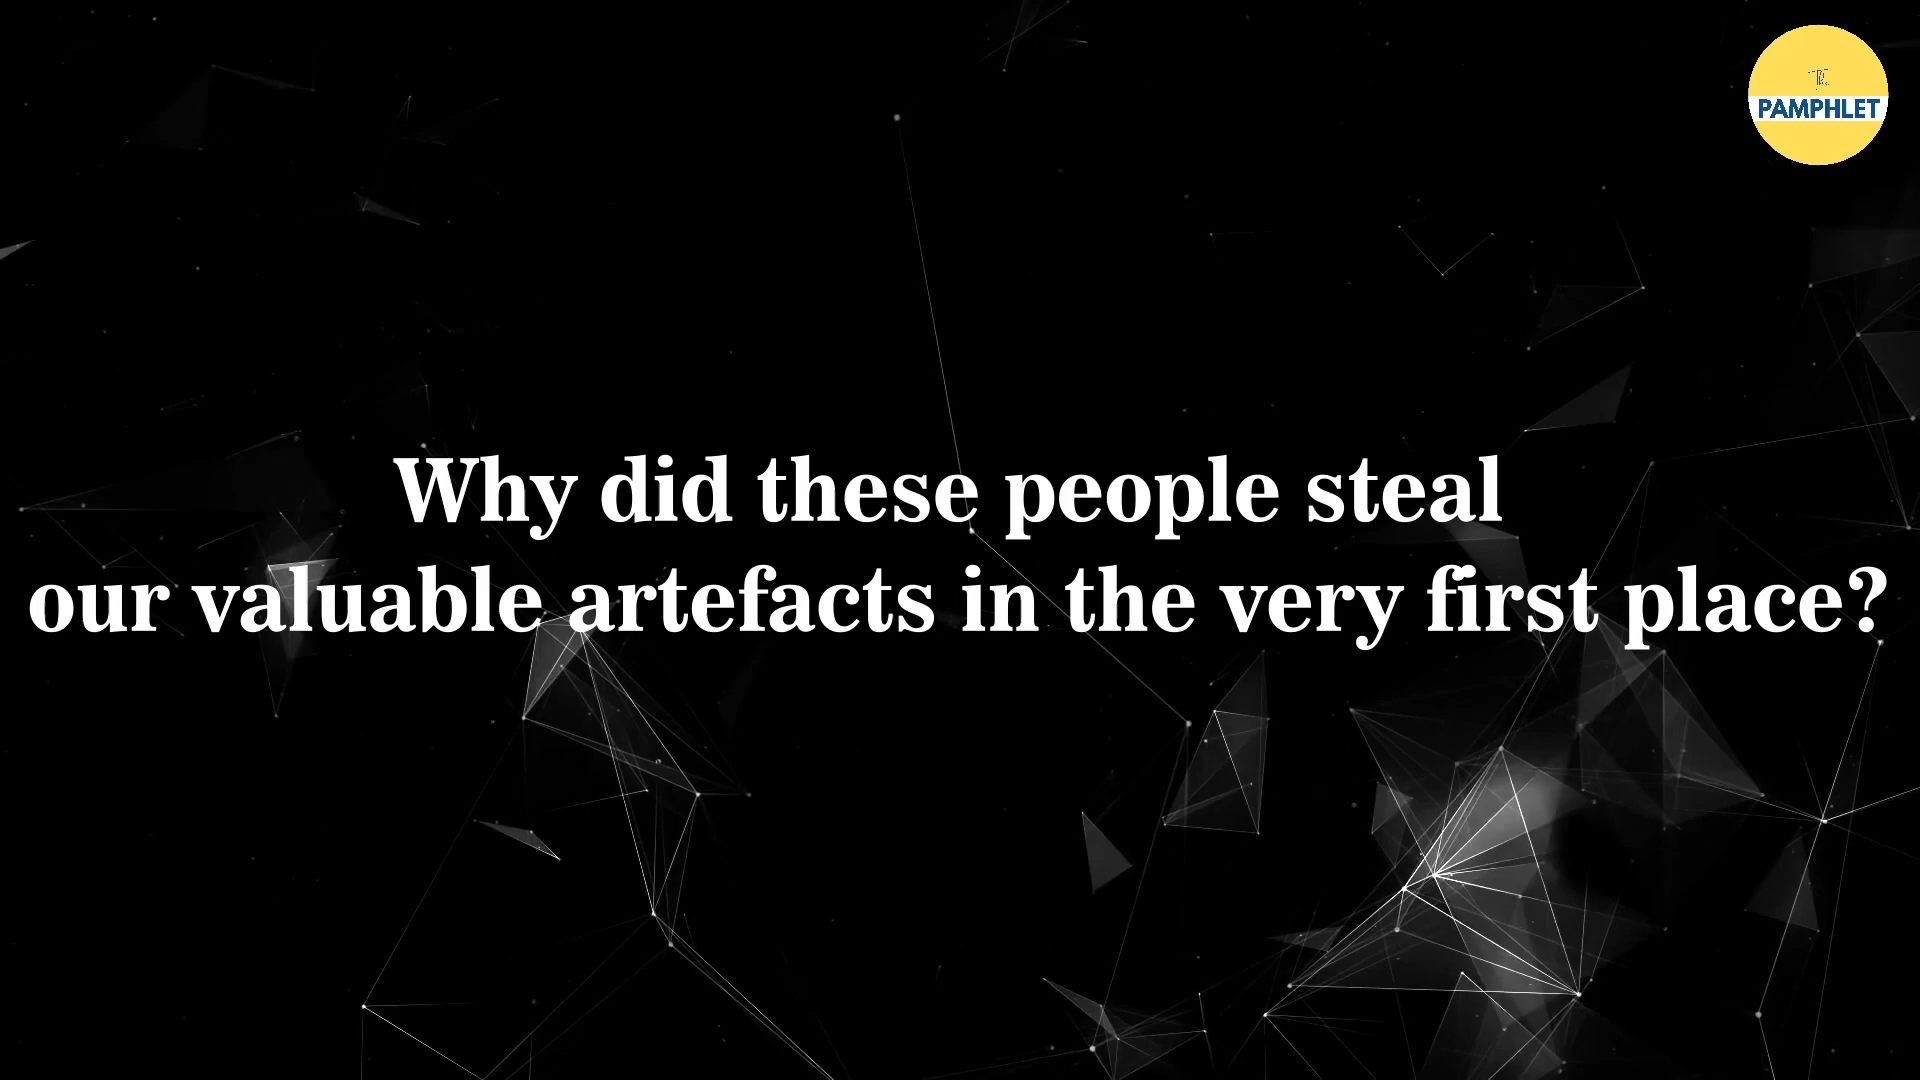 PAMPHLET
Why did these people steal
our valuable artefacts in the very first place?